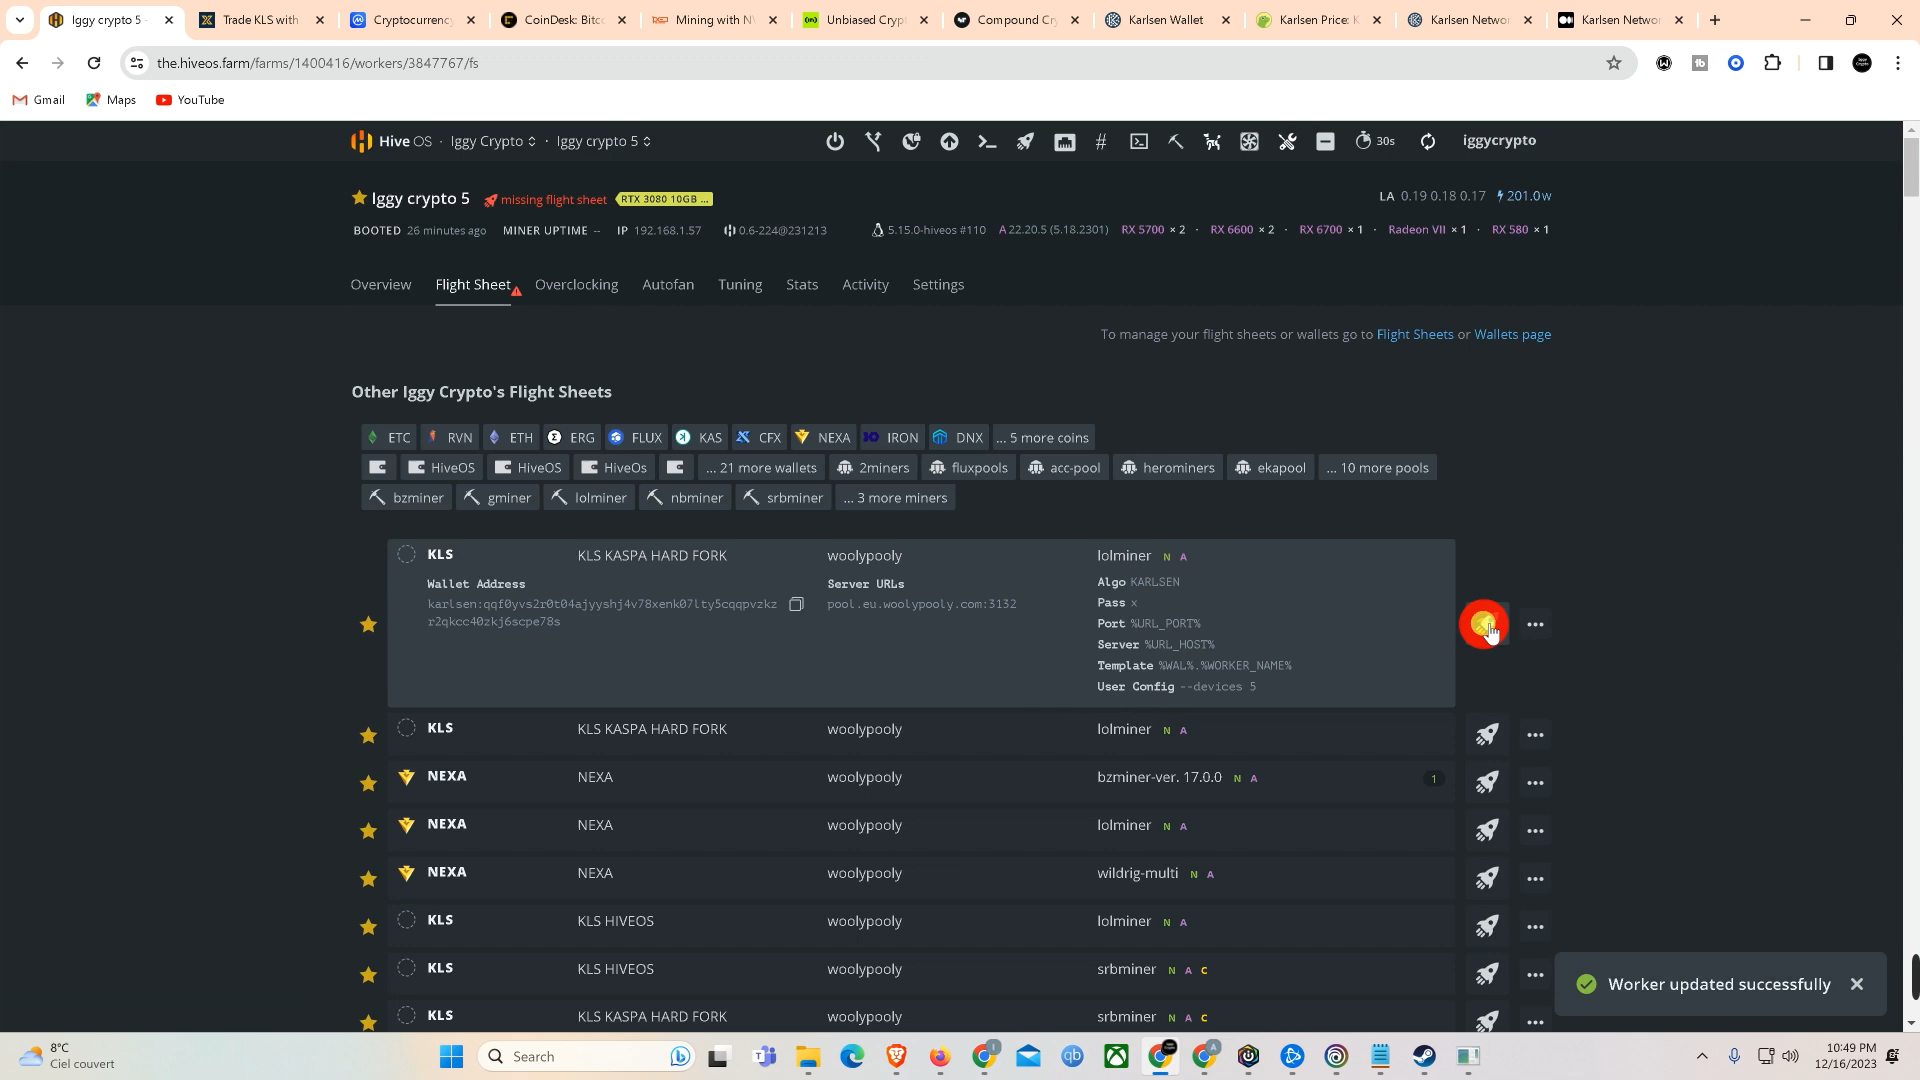 Iggy crypto 5 -
Trade KLS with
Cryptocurrency
CoinDesk: Bitc
Mining with N
Unbiased Crypt
Compound Cr
Karlsen Wallet
Karlsen Price: K
Karlsen Networ
Karlsen Networ
the.hiveos.farm/farms/1400416/workers/3847767/fs
Gmail Maps YouTube
Hive OS · Iggy Crypto · Iggy crypto 5
30s iggycrypto
Iggy crypto 5 missing flight sheet RTX 3080 10GB ...
LA 0.19 0.18 0.17 201.0w
BOOTED 26 minutes ago MINER UPTIME -- IP 192.168.1.57 0.6-224@231213
5.15.0-hiveos #110 A 22.20.5 (5.18.2301) RX 5700 × 2 · RX 6600 × 2 · RX 6700 × 1 · Radeon VII × 1 · RX 580 × 1
Overview Flight Sheet Overclocking Autofan Tuning Stats Activity Settings
To manage your flight sheets or wallets go to Flight Sheets or Wallets page
Other Iggy Crypto's Flight Sheets
ETC RVN ETH ERG FLUX KAS CFX NEXA IRON DNX ... 5 more coins
HiveOS HiveOS HiveOs ... 21 more wallets 2miners fluxpools acc-pool herominers ekapool ... 10 more pools
bzminer gminer lolminer nbminer srbminer ... 3 more miners
KLS KLS KASPA HARD FORK woolypooly lolminer N A
Wallet Address
karlsen:qqf0yvs2r0t04ajyyshj4v78xenk07lty5cqqpvzkz
r2qkcc40zkj6scpe78s
Server URLs
pool.eu.woolypooly.com:3132
Algo KARLSEN
Pass x
Port %URL_PORT%
Server %URL_HOST%
Template %WAL%.%WORKER_NAME%
User Config --devices 5
KLS KLS KASPA HARD FORK woolypooly lolminer N A
NEXA NEXA woolypooly bzminer-ver. 17.0.0 N A 1
NEXA NEXA woolypooly lolminer N A
NEXA NEXA woolypooly wildrig-multi N A
KLS KLS HIVEOS woolypooly lolminer N A
KLS KLS HIVEOS woolypooly srbminer N A C
KLS KLS KASPA HARD FORK woolypooly srbminer N A C
Worker updated successfully
8°C
Ciel couvert
Search
10:49 PM
12/16/2023